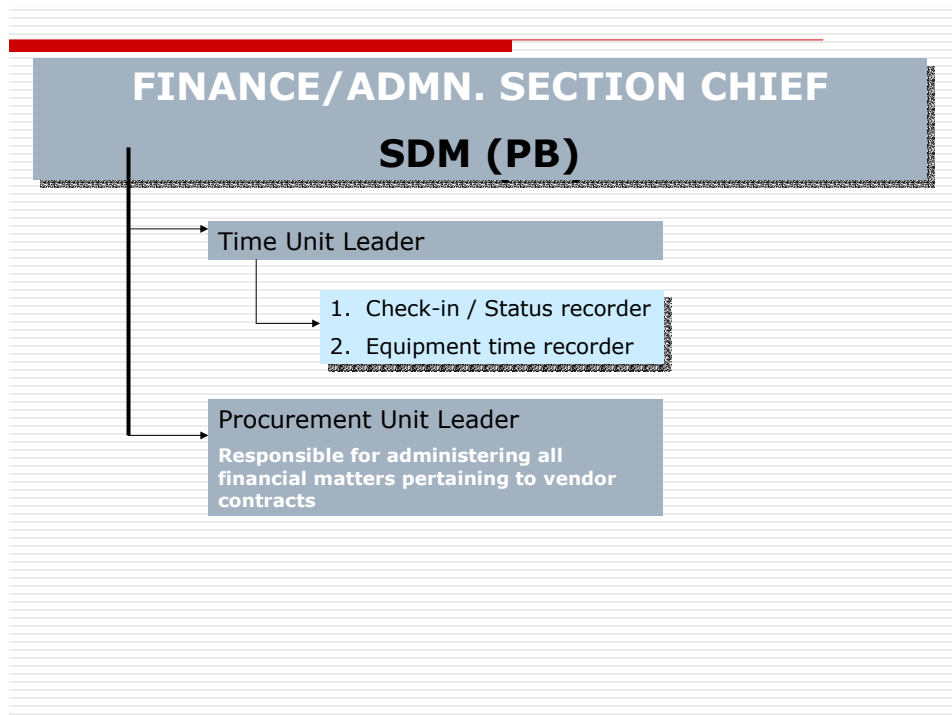 FINANCE/ADMN. SECTION CHIEF
SDM (PB)
Time Unit Leader
1. Check-in / Status recorder
2. Equipment time recorder
Procurement Unit Leader
Responsible for administering all
financial matters pertaining to vendor
contracts